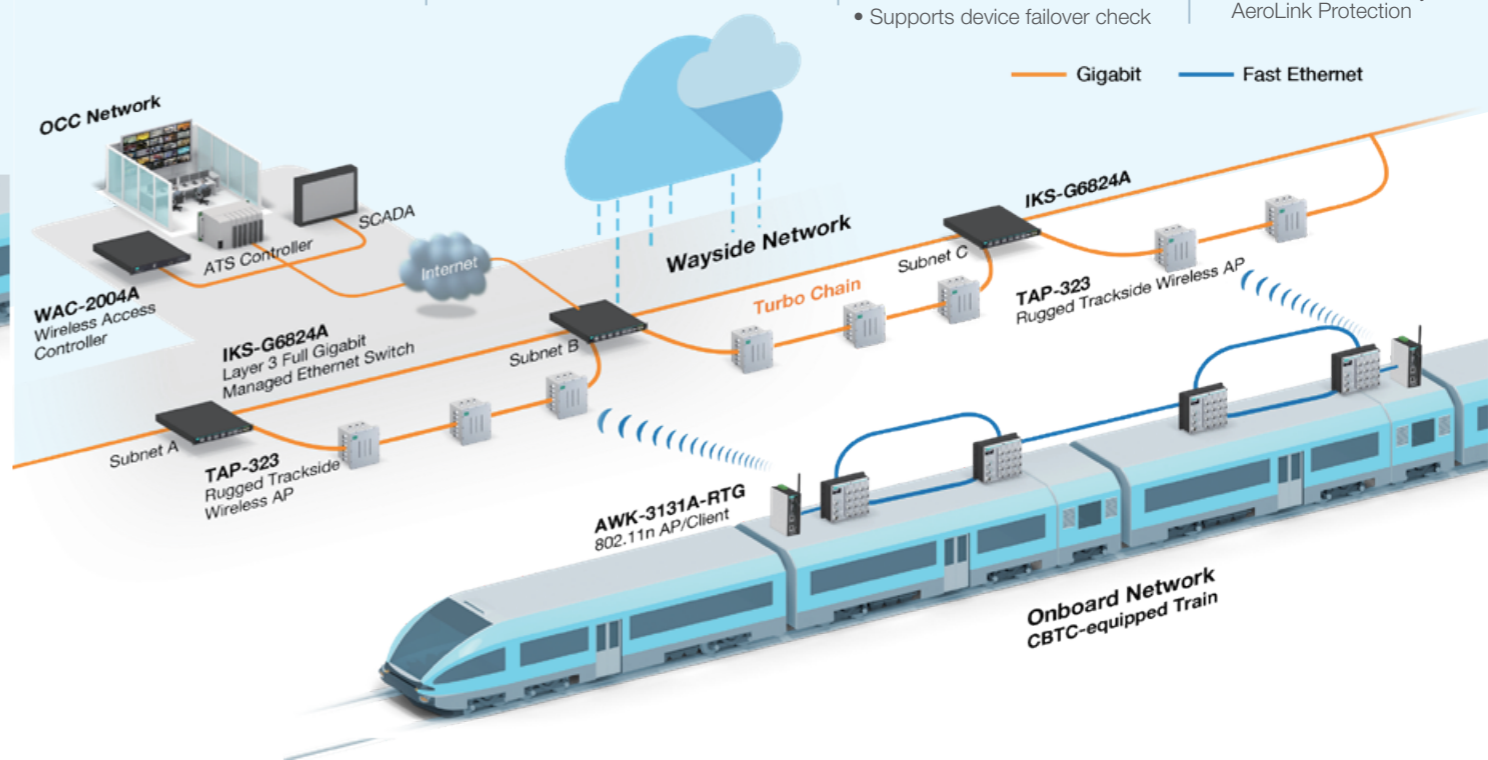 • Supports device failover check
AeroLink Protection
Gigabit
Fast Ethernet
OCC Network
SCADA
ATS Controller
Internet
WAC-2004A
Wireless Access
Controller
Wayside Network
IKS-G6824A
Subnet C
TAP-323
Rugged Trackside Wireless AP
Turbo Chain
IKS-G6824A
Layer 3 Full Gigabit
Managed Ethernet Switch
Subnet B
Subnet A
TAP-323
Rugged Trackside
Wireless AP
AWK-3131A-RTG
802.11n AP/Client
Onboard Network
CBTC-equipped Train